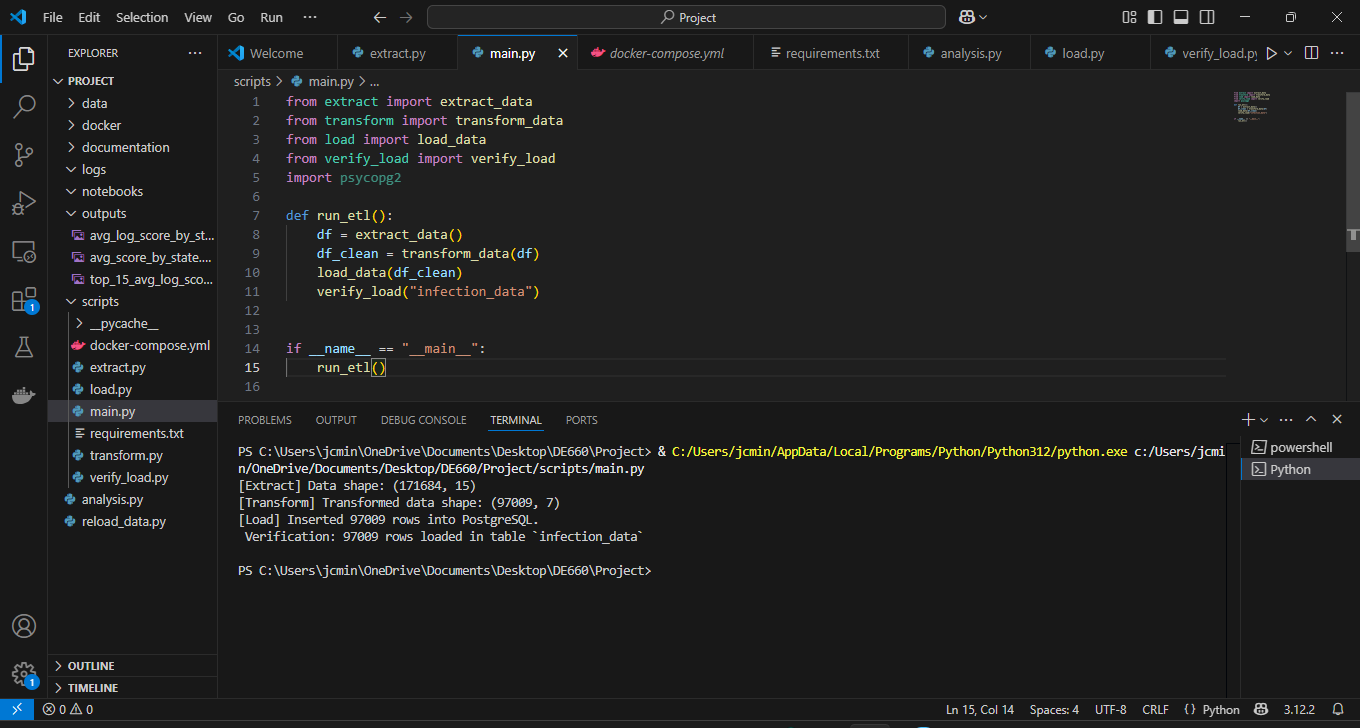 File Edit Selection View Go Run ···
Project
EXPLORER ···
PROJECT
data
docker
documentation
logs
notebooks
outputs
avg_log_score_by_st...
avg_score_by_state....
top_15_avg_log_sco...
scripts
__pycache__
docker-compose.yml
extract.py
load.py
main.py
requirements.txt
transform.py
verify_load.py
analysis.py
reload_data.py
OUTLINE
TIMELINE
1
1
Welcome extract.py main.py docker-compose.yml requirements.txt analysis.py load.py verify_load.py
scripts > main.py > ...
1 from extract import extract_data
2 from transform import transform_data
3 from load import load_data
4 from verify_load import verify_load
5 import psycopg2
6
7 def run_etl():
8     df = extract_data()
9     df_clean = transform_data(df)
10     load_data(df_clean)
11     verify_load("infection_data")
12
13
14 if __name__ == "__main__":
15     run_etl()
16
PROBLEMS OUTPUT DEBUG CONSOLE TERMINAL PORTS
PS C:\Users\jcmin\OneDrive\Documents\Desktop\DE660\Project> & C:/Users/jcmin/AppData/Local/Programs/Python/Python312/python.exe c:/Users/jcmi
n/OneDrive/Documents/Desktop/DE660/Project/scripts/main.py
[Extract] Data shape: (171684, 15)
[Transform] Transformed data shape: (97009, 7)
[Load] Inserted 97009 rows into PostgreSQL.
 Verification: 97009 rows loaded in table `infection_data`
PS C:\Users\jcmin\OneDrive\Documents\Desktop\DE660\Project>
powershell
Python
0 0 Ln 15, Col 14 Spaces: 4 UTF-8 CRLF {} Python 3.12.2